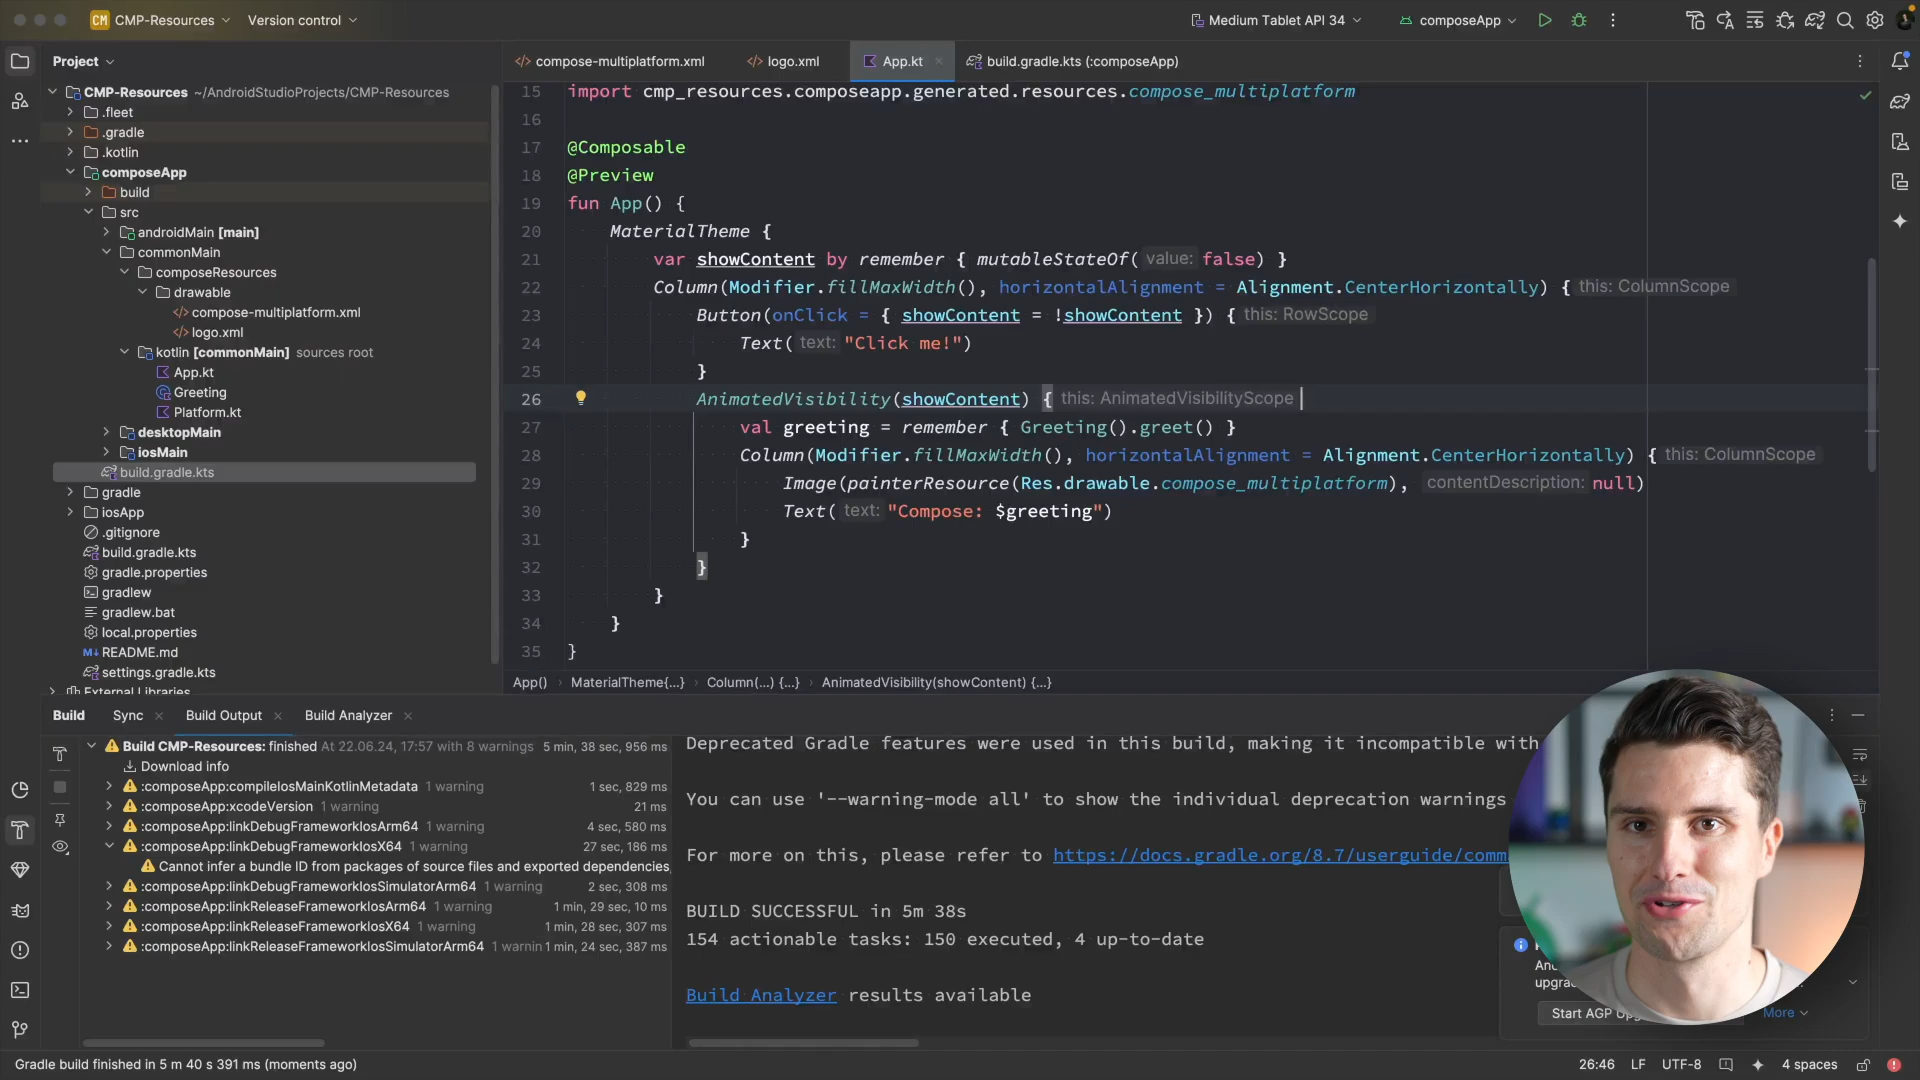 CM CMP-Resources Version control Medium Tablet API 34 composeApp
Project
compose-multiplatform.xml logo.xml App.kt build.gradle.kts (:composeApp)
CMP-Resources ~/AndroidStudioProjects/CMP-Resources
.fleet
.gradle
.kotlin
composeApp
build
src
androidMain [main]
commonMain
composeResources
drawable
compose-multiplatform.xml
logo.xml
kotlin [commonMain] sources root
App.kt
Greeting
Platform.kt
desktopMain
iosMain
build.gradle.kts
gradle
iosApp
.gitignore
build.gradle.kts
gradle.properties
gradlew
gradlew.bat
local.properties
README.md
settings.gradle.kts
External Libraries
15 import cmp_resources.composeapp.generated.resources.compose_multiplatform
16
17 @Composable
18 @Preview
19 fun App() {
20 MaterialTheme {
21 var showContent by remember { mutableStateOf( value: false) }
22 Column(Modifier.fillMaxWidth(), horizontalAlignment = Alignment.CenterHorizontally) { this: ColumnScope
23 Button(onClick = { showContent = !showContent }) { this: RowScope
24 Text( text: "Click me!")
25 }
26 AnimatedVisibility(showContent) { this: AnimatedVisibilityScope
27 val greeting = remember { Greeting().greet() }
28 Column(Modifier.fillMaxWidth(), horizontalAlignment = Alignment.CenterHorizontally) { this: ColumnScope
29 Image(painterResource(Res.drawable.compose_multiplatform), contentDescription: null)
30 Text( text: "Compose: $greeting")
31 }
32 }
33 }
34 }
35 }
App() › MaterialTheme{...} › Column(...) {...} › AnimatedVisibility(showContent) {...}
Build Sync Build Output Build Analyzer
Build CMP-Resources: finished At 22.06.24, 17:57 with 8 warnings 5 min, 38 sec, 956 ms
Download info
:composeApp:compileIosMainKotlinMetadata 1 warning 1 sec, 829 ms
:composeApp:xcodeVersion 1 warning 21 ms
:composeApp:linkDebugFrameworkIosArm64 1 warning 4 sec, 580 ms
:composeApp:linkDebugFrameworkIosX64 1 warning 27 sec, 186 ms
Cannot infer a bundle ID from packages of source files and exported dependencies,
:composeApp:linkDebugFrameworkIosSimulatorArm64 1 warning 2 sec, 308 ms
:composeApp:linkReleaseFrameworkIosArm64 1 warning 1 min, 29 sec, 10 ms
:composeApp:linkReleaseFrameworkIosX64 1 warning 1 min, 28 sec, 307 ms
:composeApp:linkReleaseFrameworkIosSimulatorArm64 1 warnin 1 min, 24 sec, 387 ms
Deprecated Gradle features were used in this build, making it incompatible with
You can use '--warning-mode all' to show the individual deprecation warnings
For more on this, please refer to https://docs.gradle.org/8.7/userguide/comm
BUILD SUCCESSFUL in 5m 38s
154 actionable tasks: 150 executed, 4 up-to-date
Build Analyzer results available
Start AGP More
Gradle build finished in 5 m 40 s 391 ms (moments ago) 26:46 LF UTF-8 4 spaces